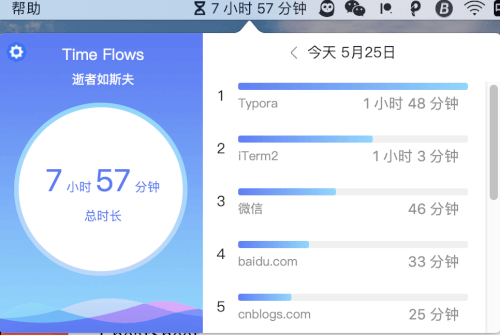 帮助
7 小时 57 分钟
Time Flows
逝者如斯夫
7 小时 57 分钟
总时长
今天 5月25日
1
Typora 1 小时 48 分钟
2
iTerm2 1 小时 3 分钟
3
微信 46 分钟
4
baidu.com 33 分钟
5
cnblogs.com 25 分钟